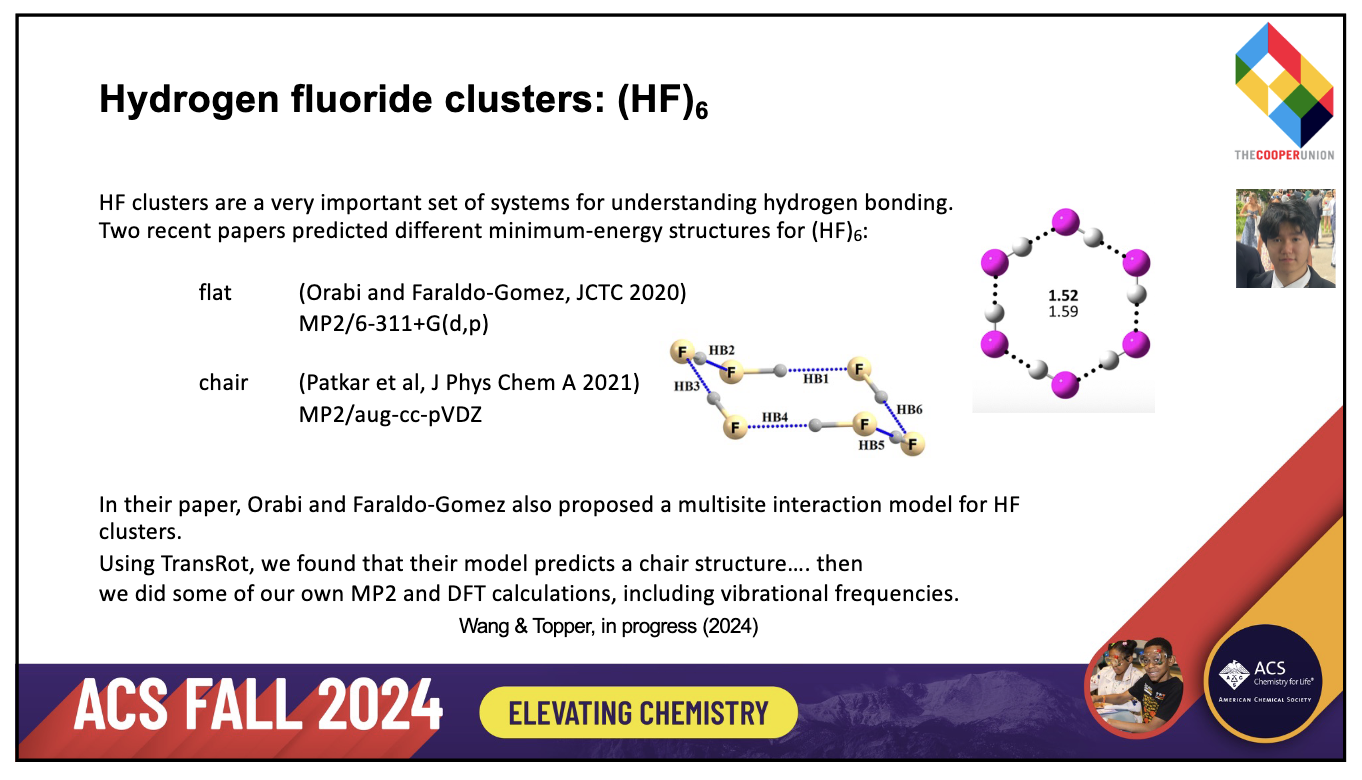 Hydrogen fluoride clusters: (HF)₆
THECOOPERUNION
HF clusters are a very important set of systems for understanding hydrogen bonding.
Two recent papers predicted different minimum-energy structures for (HF)₆:
flat (Orabi and Faraldo-Gomez, JCTC 2020)
MP2/6-311+G(d,p)
1.52
1.59
chair (Patkar et al, J Phys Chem A 2021)
MP2/aug-cc-pVDZ
F HB2
F HB1 F
HB3
HB6
HB4
F F
HB5 F
In their paper, Orabi and Faraldo-Gomez also proposed a multisite interaction model for HF
clusters.
Using TransRot, we found that their model predicts a chair structure.... then
we did some of our own MP2 and DFT calculations, including vibrational frequencies.
Wang & Topper, in progress (2024)
ACS FALL 2024
ELEVATING CHEMISTRY
ACS
Chemistry for Life®
AMERICAN CHEMICAL SOCIETY